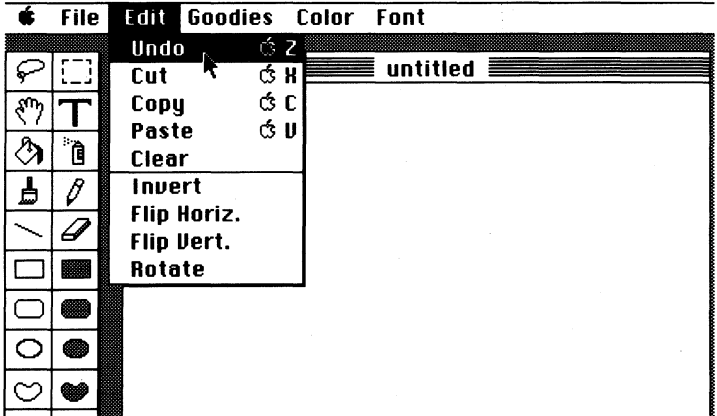 File Edit Goodies Color Font
Undo Z
Cut X
Copy C
Paste V
Clear
Invert
Flip Horiz.
Flip Vert.
Rotate
untitled
T